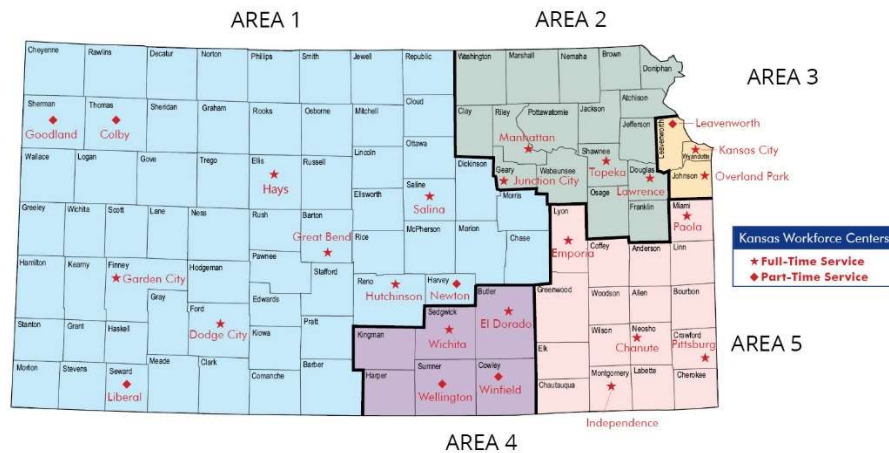 AREA 1
AREA 2
Cheyenne
Rawlins
Decatur
Norton
Phillips
Smith
Jewell
Republic
Washington
Marshall
Nemaha
Brown
Doniphan
AREA 3
Sherman
Thomas
Sheridan
Graham
Rooks
Osborne
Mitchell
Cloud
Clay
Riley
Pottawatomie
Jackson
Atchison
Jefferson
Leavenworth
Leavenworth
Goodland
Colby
Ottawa
Manhattan
Shawnee
Wyandotte
Kansas City
Wallace
Logan
Gove
Trego
Ellis
Hays
Russell
Lincoln
Saline
Salina
Dickinson
Geary
Junction City
Wabaunsee
Topeka
Douglas
Lawrence
Johnson
Overland Park
Ellsworth
Morris
Osage
Franklin
Miami
Paola
Greeley
Wichita
Scott
Lane
Ness
Rush
Barton
Great Bend
Rice
McPherson
Marion
Chase
Lyon
Emporia
Coffey
Anderson
Linn
Kansas Workforce Centers
Full-Time Service
Part-Time Service
Hamilton
Kearny
Finney
Garden City
Hodgeman
Pawnee
Stafford
Reno
Hutchinson
Harvey
Newton
Butler
El Dorado
Greenwood
Woodson
Allen
Bourbon
Gray
Ford
Dodge City
Edwards
Sedgwick
Wichita
Stanton
Grant
Haskell
Kiowa
Pratt
Kingman
Wilson
Neosho
Chanute
Crawford
Pittsburg
AREA 5
Morton
Stevens
Seward
Liberal
Meade
Clark
Comanche
Barber
Harper
Sumner
Wellington
Cowley
Winfield
Elk
Chautauqua
Montgomery
Labette
Cherokee
Independence
AREA 4